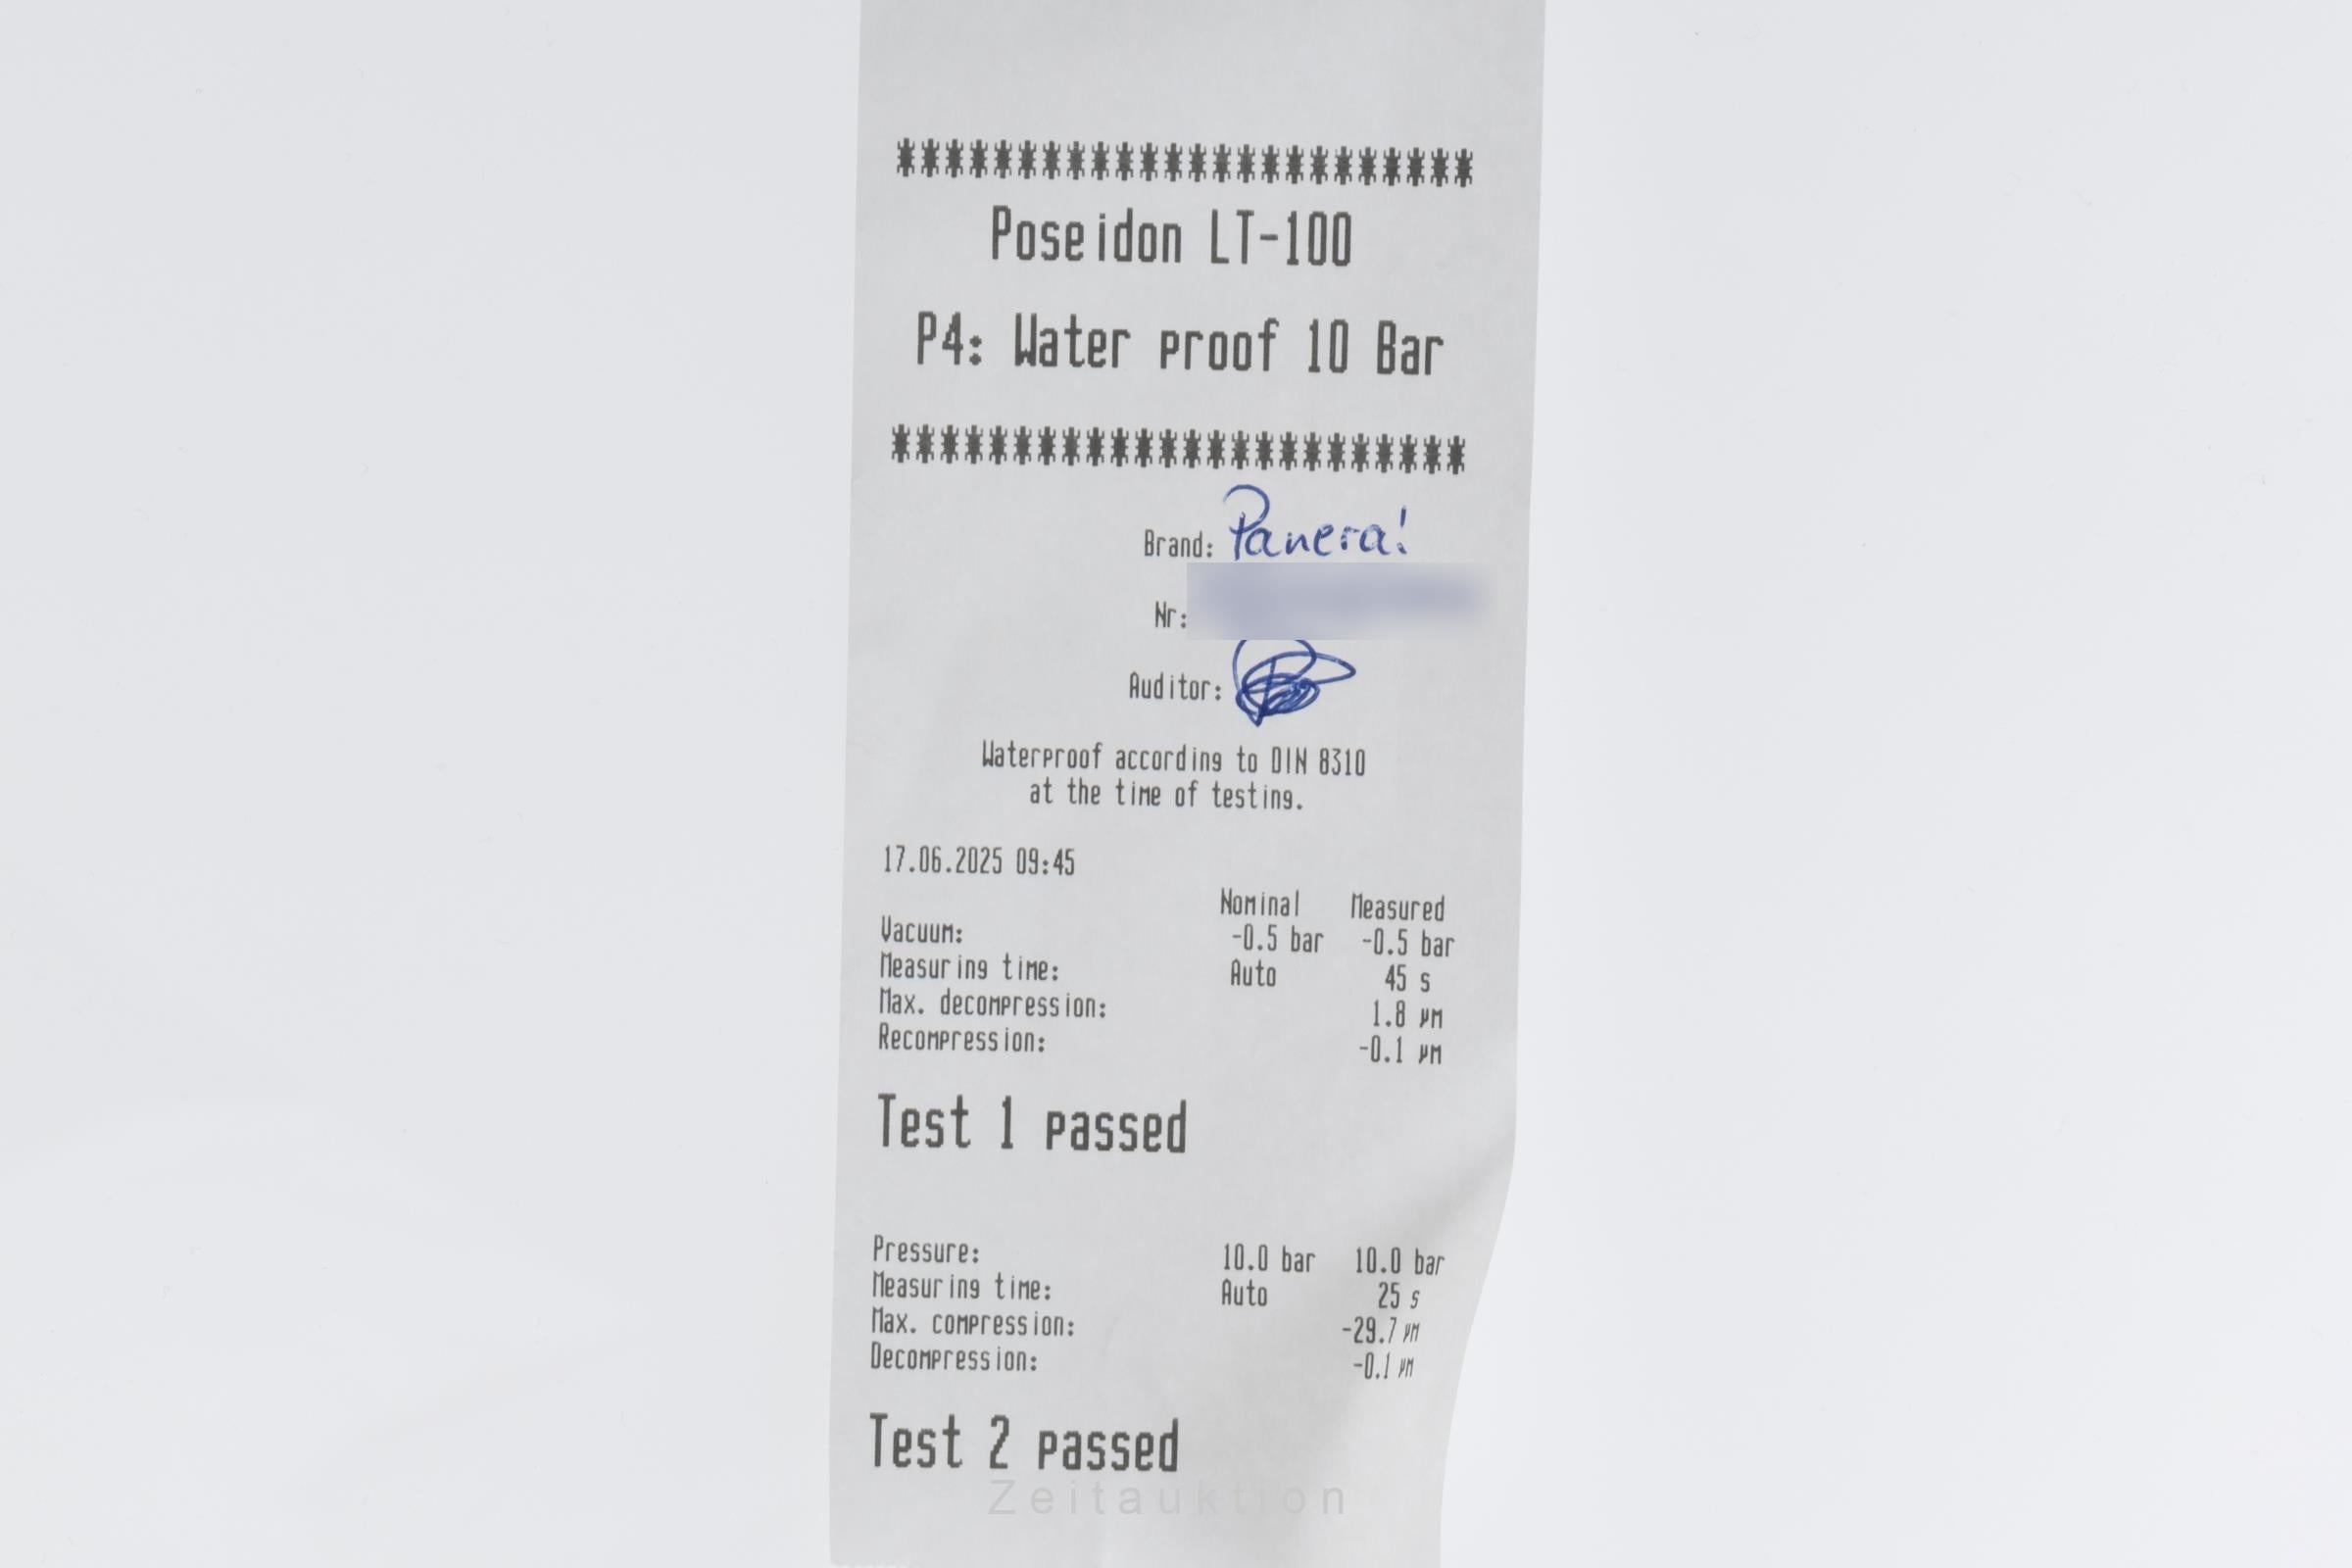 ************************
Poseidon LT-100
P4: Water proof 10 Bar
************************
Brand: Panerai
Nr:
Auditor:
Waterproof according to DIN 8310
at the time of testing.
17.06.2025 09:45
Nominal Measured
Vacuum: -0.5 bar -0.5 bar
Measuring time: Auto 45 s
Max. decompression: 1.8 µm
Recompression: -0.1 µm
Test 1 passed
Pressure: 10.0 bar 10.0 bar
Measuring time: Auto 25 s
Max. compression: -29.7 µm
Decompression: -0.1 µm
Test 2 passed
Zeitauktion